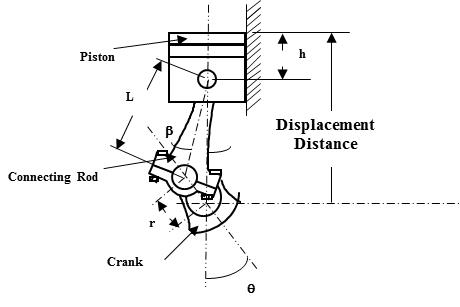 Piston
h
L
Displacement
Distance
β
Connecting Rod
r
Crank
θ